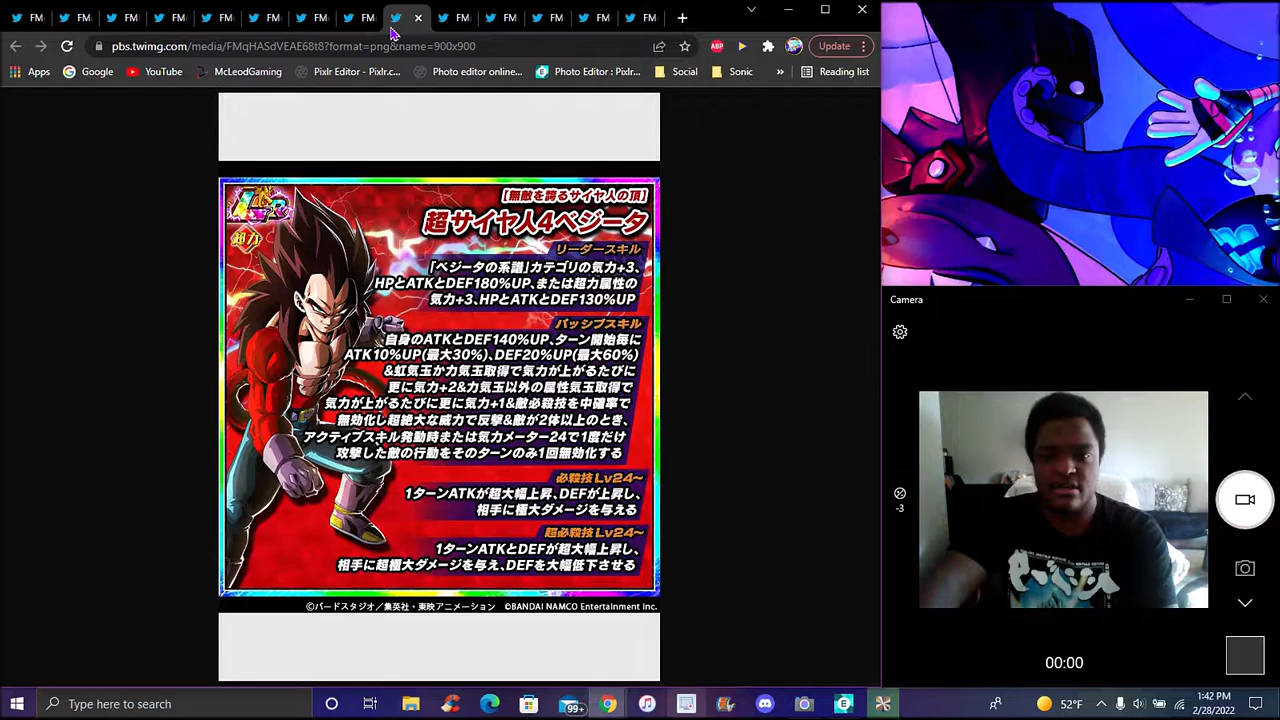 FM FM FM FM FM FM FM FM FM FM FM FM FM
pbs.twimg.com/media/FMqHASdVEAE68t8?format=png&name=900x900
Update
Apps Google YouTube McLeodGaming Pixlr Editor - Pixlr.c... Photo editor online... Photo Editor : Pixlr... Social Sonic » Reading list
LR
超力
[無敵を誇るサイヤ人の頂]
超サイヤ人4ベジータ
リーダースキル
「ベジータの系譜」カテゴリの気力+3、
HPとATKとDEF180%UP、または超力属性の
気力+3、HPとATKとDEF130%UP
パッシブスキル
自身のATKとDEF140%UP、ターン開始毎に
ATK10%UP(最大30%)、DEF20%UP(最大60%)
&虹気玉か力気玉取得で気力が上がるたびに
更に気力+2&力気玉以外の属性気玉取得で
気力が上がるたびに更に気力+1&敵必殺技を中確率で
無効化し超絶大な威力で反撃&敵が2体以上のとき、
アクティブスキル発動時または気力メーター24で1度だけ
攻撃した敵の行動をそのターンのみ1回無効化する
必殺技Lv24~
1ターンATKが超大幅上昇、DEFが上昇し、
相手に極大ダメージを与える
超必殺技Lv24~
1ターンATKとDEFが超大幅上昇し、
相手に超極大ダメージを与え、DEFを大幅低下させる
©バードスタジオ/集英社・東映アニメーション ©BANDAI NAMCO Entertainment Inc.
Camera
-3
00:00
Type here to search
99+
52°F
1:42 PM
2/28/2022